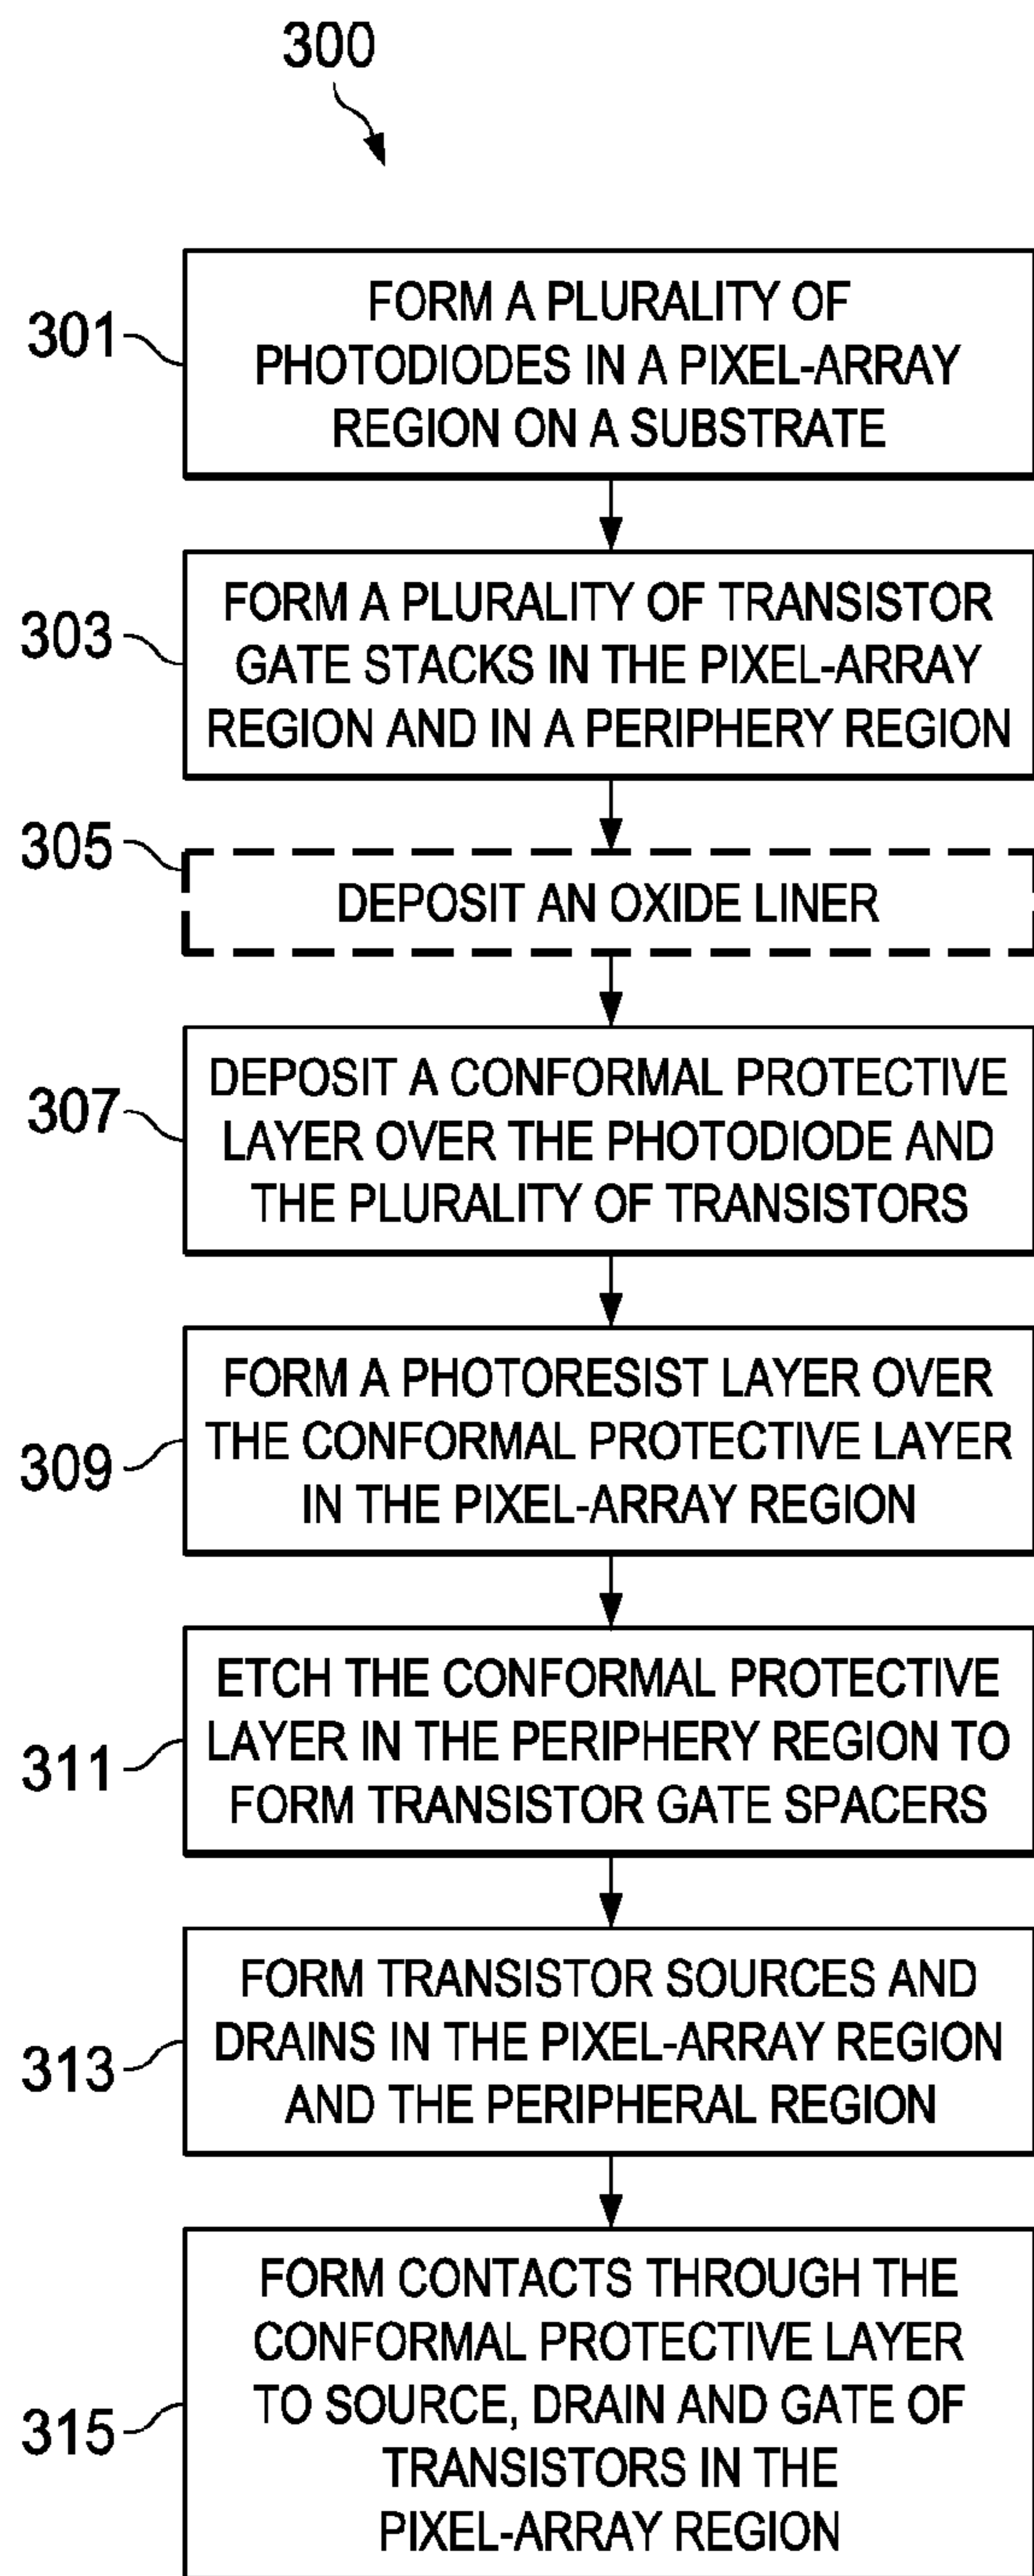 300
301
FORM A PLURALITY OF
PHOTODIODES IN A PIXEL-ARRAY
REGION ON A SUBSTRATE
303
FORM A PLURALITY OF TRANSISTOR
GATE STACKS IN THE PIXEL-ARRAY
REGION AND IN A PERIPHERY REGION
305
DEPOSIT AN OXIDE LINER
307
DEPOSIT A CONFORMAL PROTECTIVE
LAYER OVER THE PHOTODIODE AND
THE PLURALITY OF TRANSISTORS
309
FORM A PHOTORESIST LAYER OVER
THE CONFORMAL PROTECTIVE LAYER
IN THE PIXEL-ARRAY REGION
311
ETCH THE CONFORMAL PROTECTIVE
LAYER IN THE PERIPHERY REGION TO
FORM TRANSISTOR GATE SPACERS
313
FORM TRANSISTOR SOURCES AND
DRAINS IN THE PIXEL-ARRAY REGION
AND THE PERIPHERAL REGION
315
FORM CONTACTS THROUGH THE
CONFORMAL PROTECTIVE LAYER
TO SOURCE, DRAIN AND GATE OF
TRANSISTORS IN THE
PIXEL-ARRAY REGION